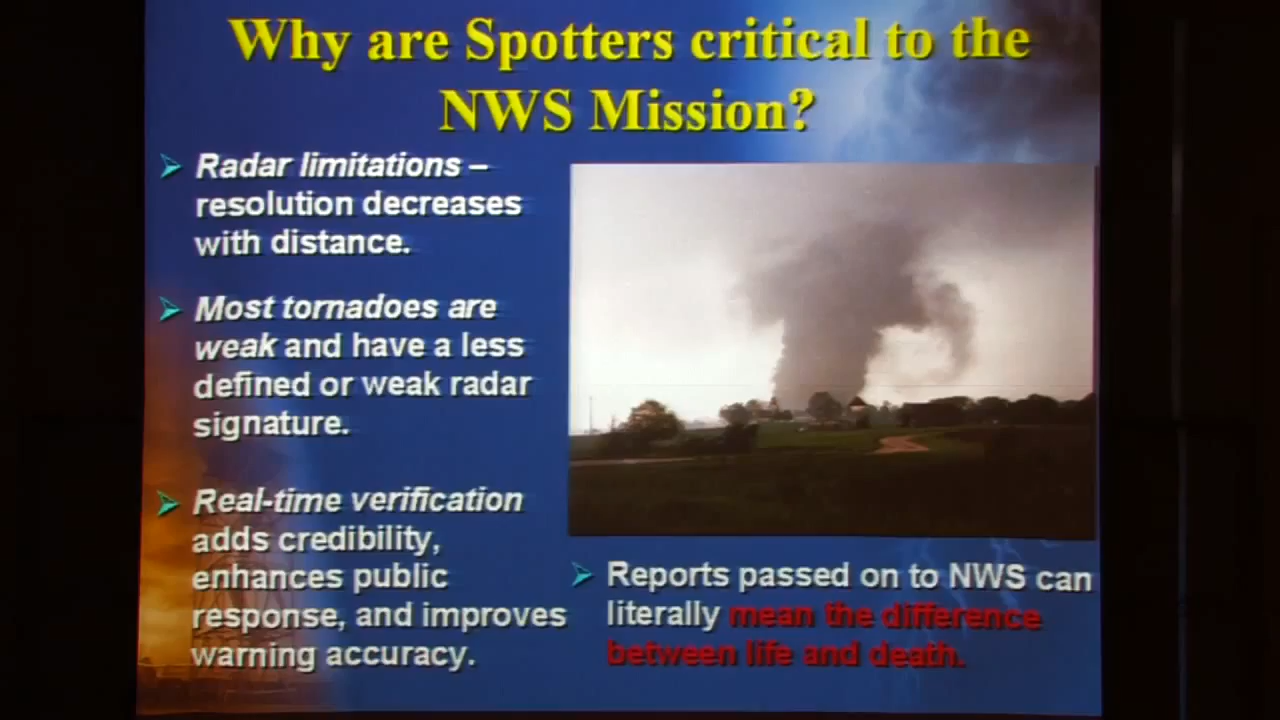 Why are Spotters critical to the
NWS Mission?
Radar limitations –
resolution decreases
with distance.
Most tornadoes are
weak and have a less
defined or weak radar
signature.
Real-time verification
adds credibility,
enhances public
response, and improves
warning accuracy.
Reports passed on to NWS can
literally mean the difference
between life and death.